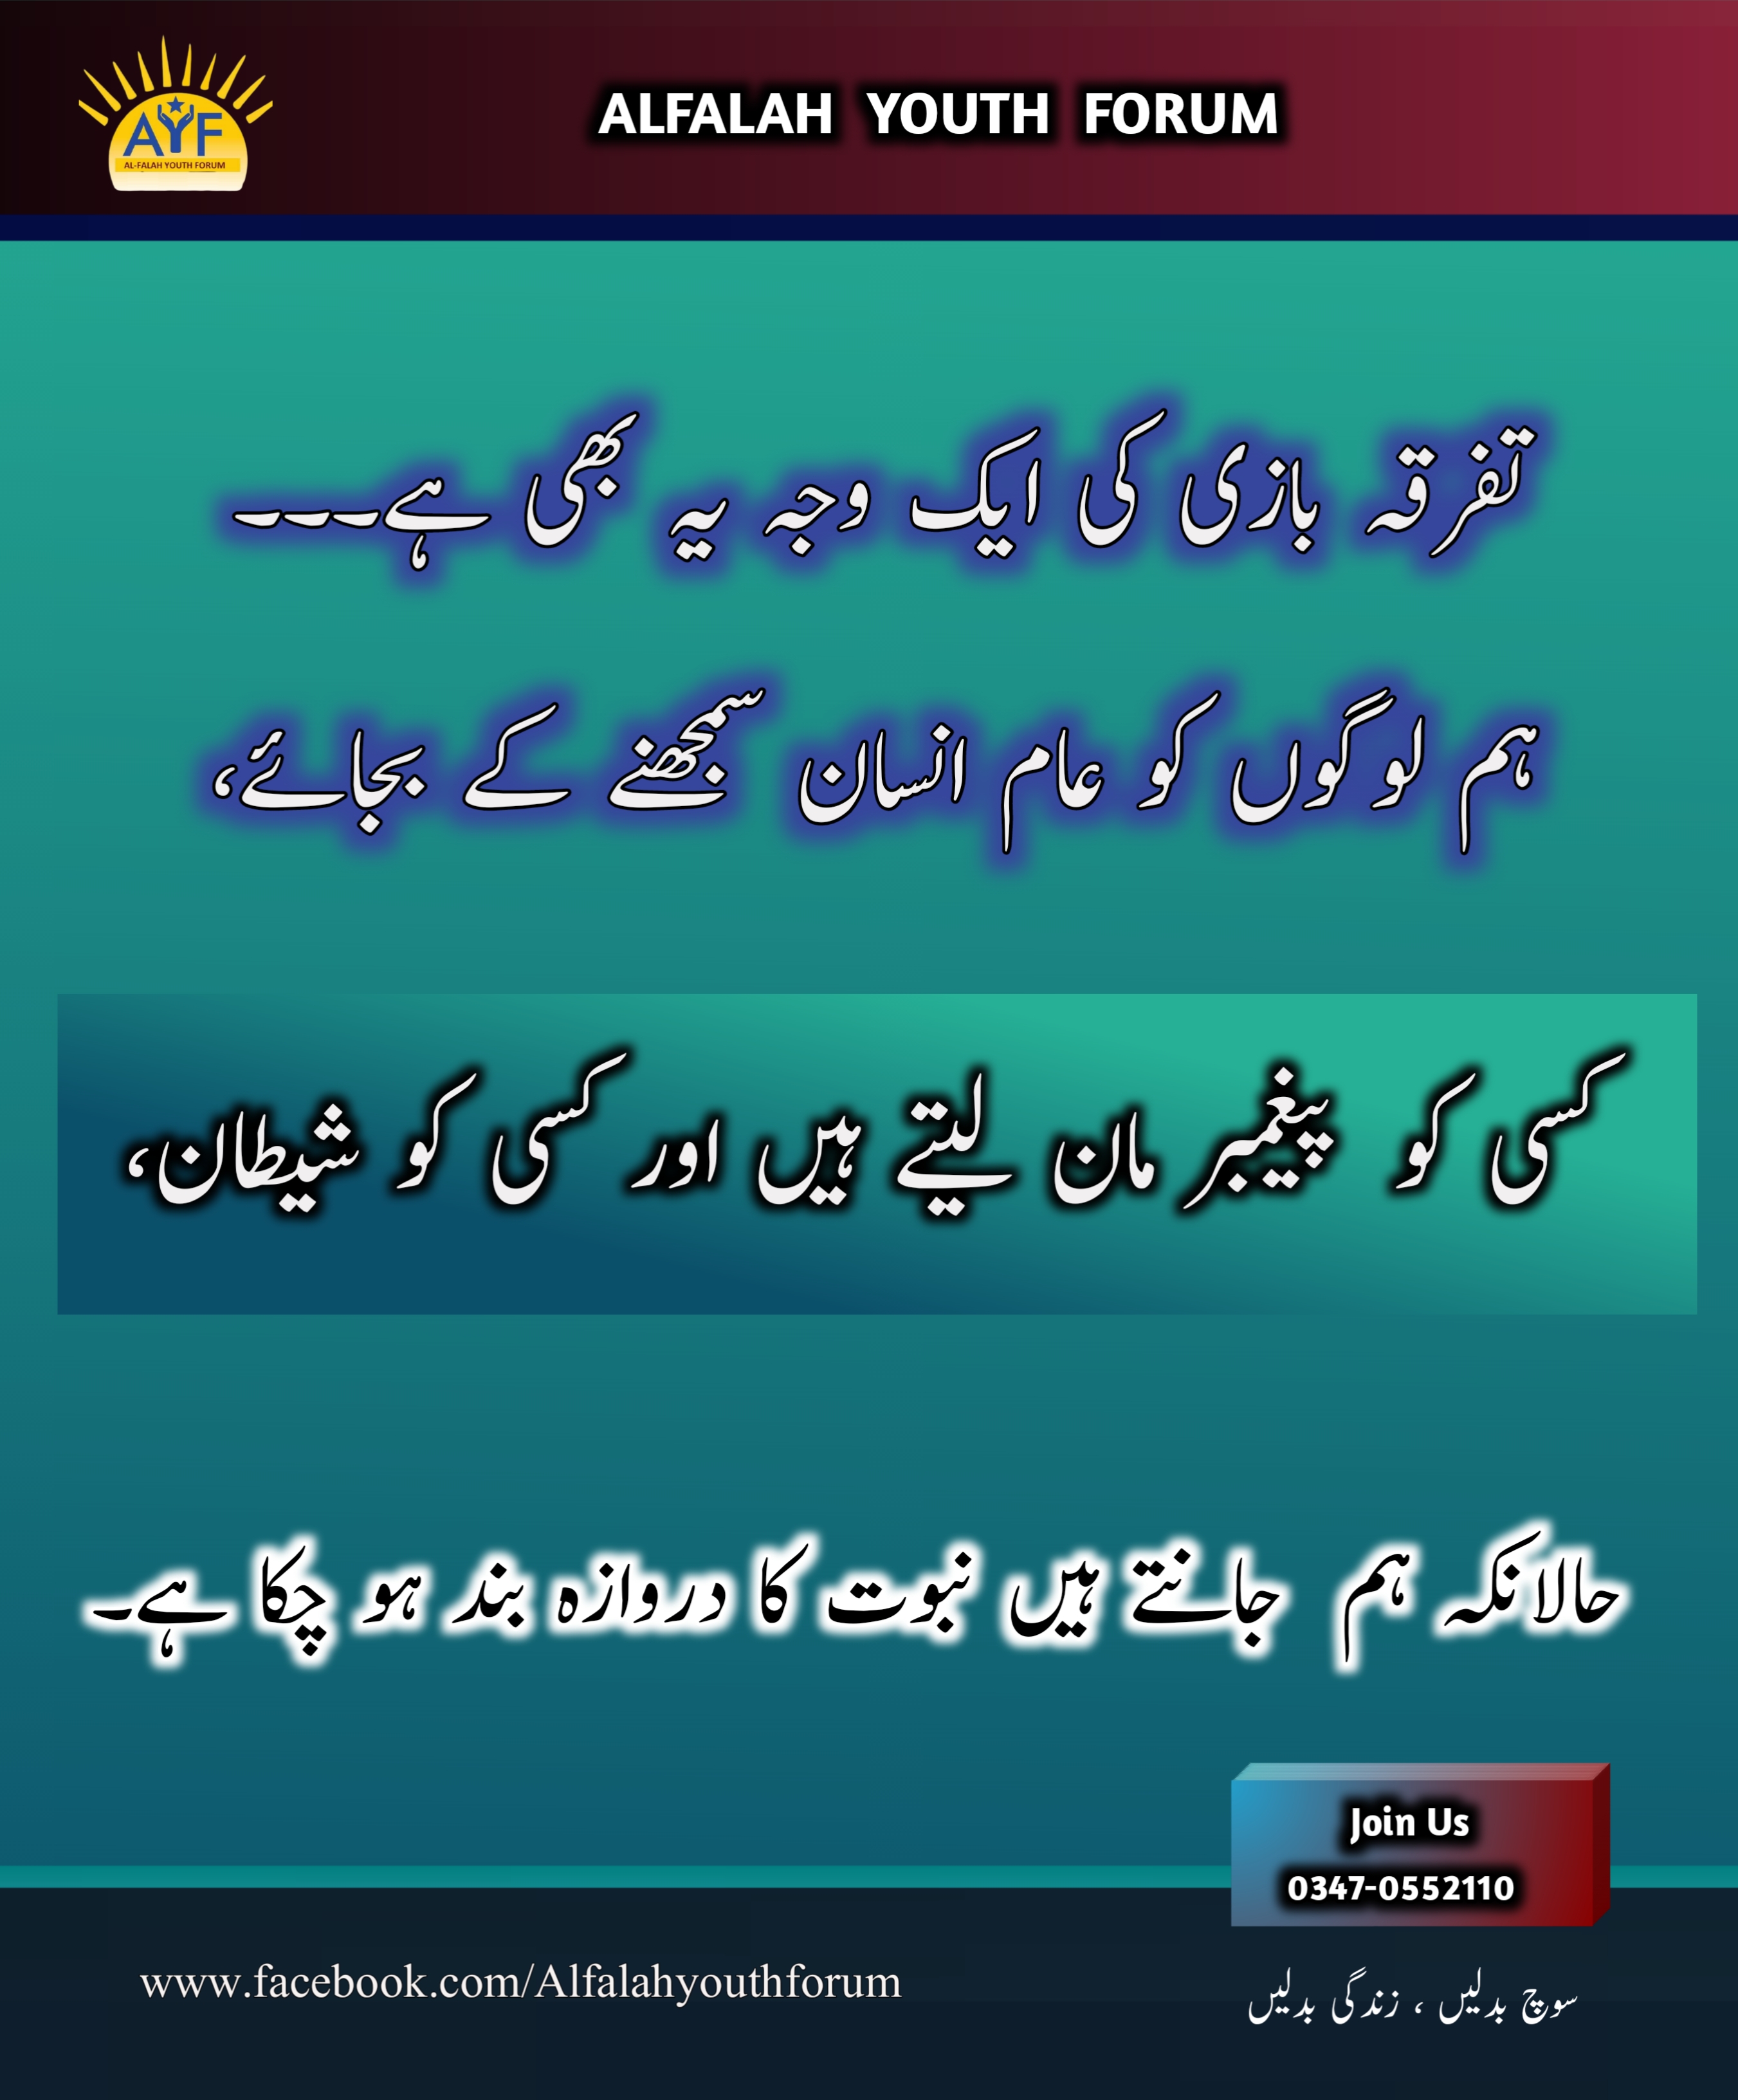 AYF
AL-FALAH YOUTH FORUM
ALFALAH YOUTH FORUM
تفرقہ بازی کی ایک وجہ یہ بھی ہے۔۔۔
ہم لوگوں کو عام انسان سمجھنے کے بجائے،
کسی کو پیغمبر مان لیتے ہیں اور کسی کو شیطان،
حالانکہ ہم جانتے ہیں نبوت کا دروازہ بند ہو چکا ہے۔
Join Us
0347-0552110
www.facebook.com/Alfalahyouthforum
سوچ بدلیں ، زندگی بدلیں